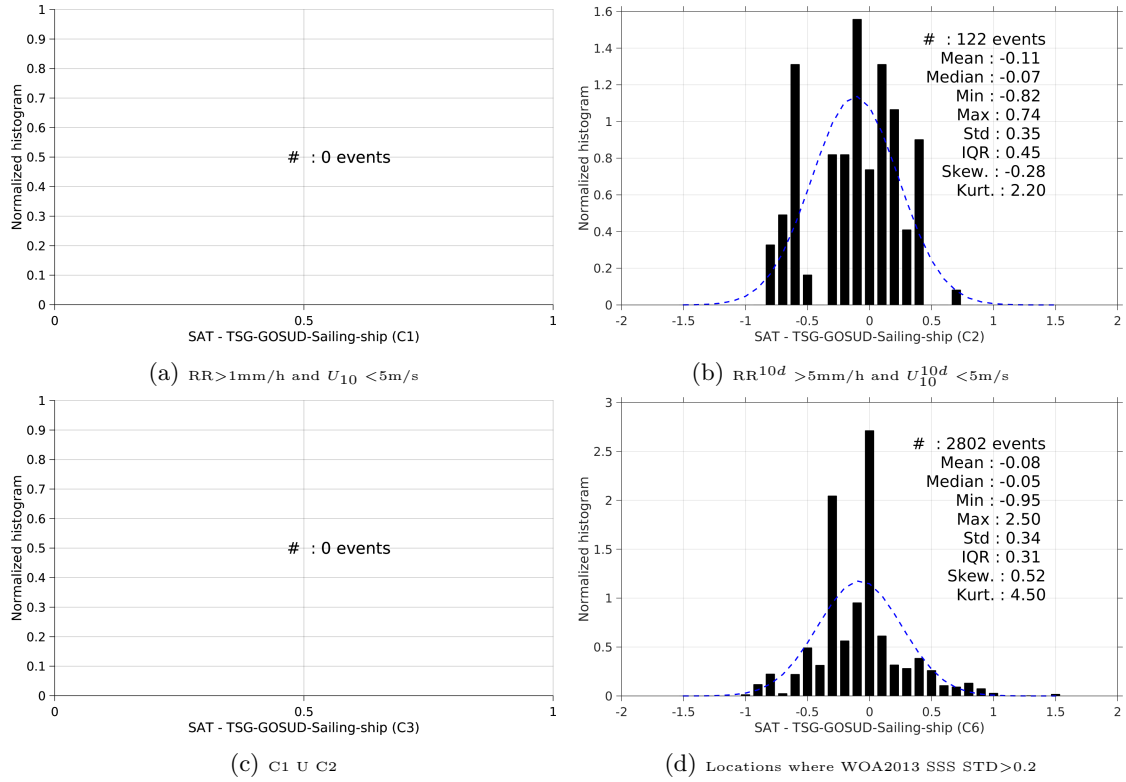 1
0.9
0.8
0.7
0.6
0.5
0.4
0.3
0.2
0.1
0
Normalized histogram
# : 0 events
0 0.5 1
SAT - TSG-GOSUD-Sailing-ship (C1)
(a) RR>1mm/h and U10 <5m/s
1.6
1.4
1.2
1
0.8
0.6
0.4
0.2
0
Normalized histogram
# : 122 events
Mean : -0.11
Median : -0.07
Min : -0.82
Max : 0.74
Std : 0.35
IQR : 0.45
Skew. : -0.28
Kurt. : 2.20
-2 -1.5 -1 -0.5 0 0.5 1 1.5 2
SAT - TSG-GOSUD-Sailing-ship (C2)
(b) RR^{10d} >5mm/h and U_{10}^{10d} <5m/s
1
0.9
0.8
0.7
0.6
0.5
0.4
0.3
0.2
0.1
0
Normalized histogram
# : 0 events
0 0.5 1
SAT - TSG-GOSUD-Sailing-ship (C3)
(c) C1 U C2
3
2.5
2
1.5
1
0.5
0
Normalized histogram
# : 2802 events
Mean : -0.08
Median : -0.05
Min : -0.95
Max : 2.50
Std : 0.34
IQR : 0.31
Skew. : 0.52
Kurt. : 4.50
-2 -1.5 -1 -0.5 0 0.5 1 1.5 2
SAT - TSG-GOSUD-Sailing-ship (C6)
(d) Locations where WOA2013 SSS STD>0.2